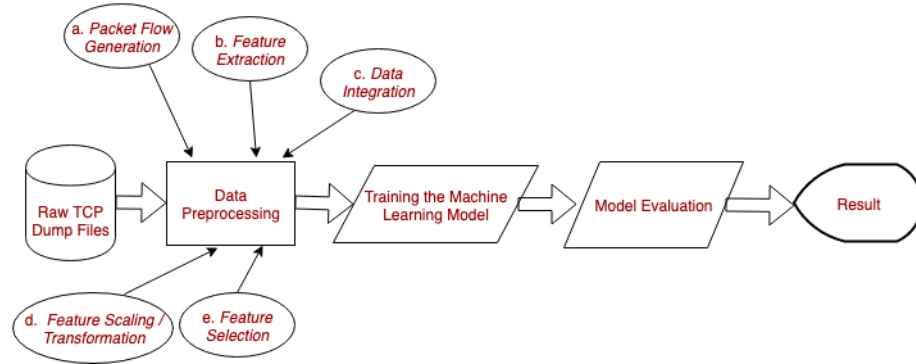 a. Packet Flow
Generation
b. Feature
Extraction
c. Data
Integration
Raw TCP
Dump Files
Data
Preprocessing
Training the Machine
Learning Model
Model Evaluation
Result
d. Feature Scaling /
Transformation
e. Feature
Selection